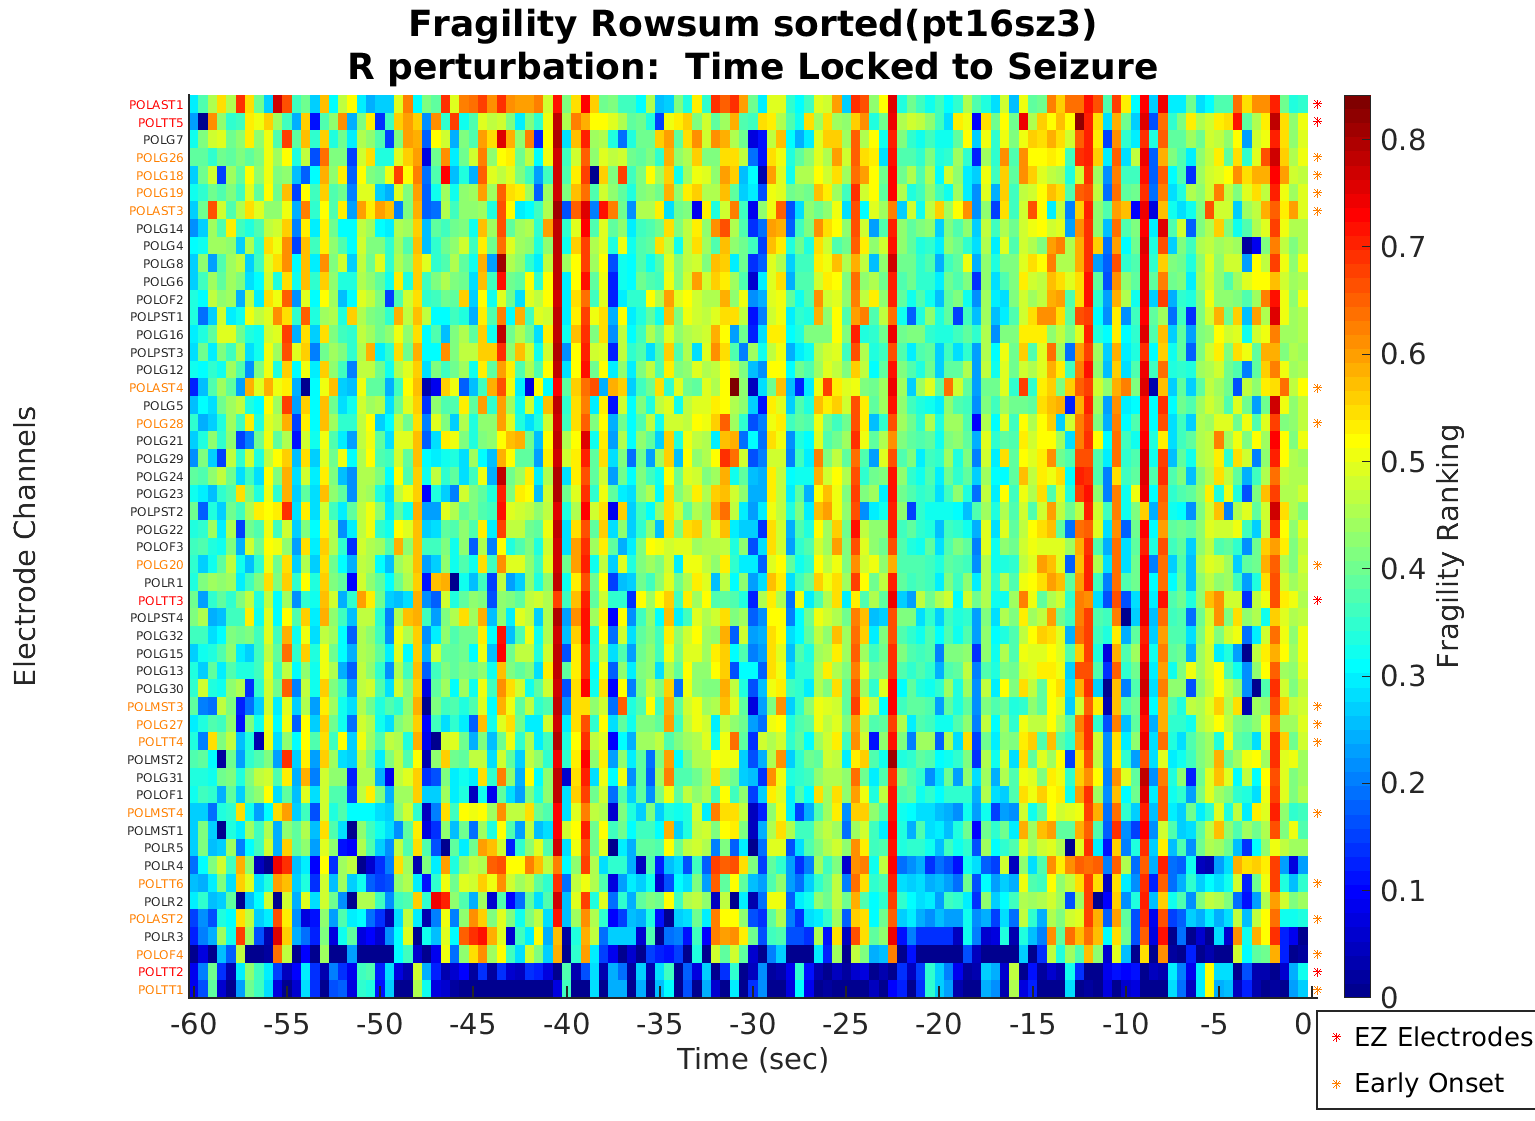 Fragility Rowsum sorted(pt16sz3)
R perturbation: Time Locked to Seizure
Electrode Channels
POLAST1
POLTT5
POLG7
POLG26
POLG18
POLG19
POLAST3
POLG14
POLG4
POLG8
POLG6
POLOF2
POLPST1
POLG16
POLPST3
POLG12
POLAST4
POLG5
POLG28
POLG21
POLG29
POLG24
POLG23
POLPST2
POLG22
POLOF3
POLG20
POLR1
POLTT3
POLPST4
POLG32
POLG15
POLG13
POLG30
POLMST3
POLG27
POLTT4
POLMST2
POLG31
POLOF1
POLMST4
POLMST1
POLR5
POLR4
POLTT6
POLR2
POLAST2
POLR3
POLOF4
POLTT2
POLTT1
-60 -55 -50 -45 -40 -35 -30 -25 -20 -15 -10 -5 0
Time (sec)
0.8
0.7
0.6
0.5
0.4
0.3
0.2
0.1
0
Fragility Ranking
EZ Electrodes
Early Onset